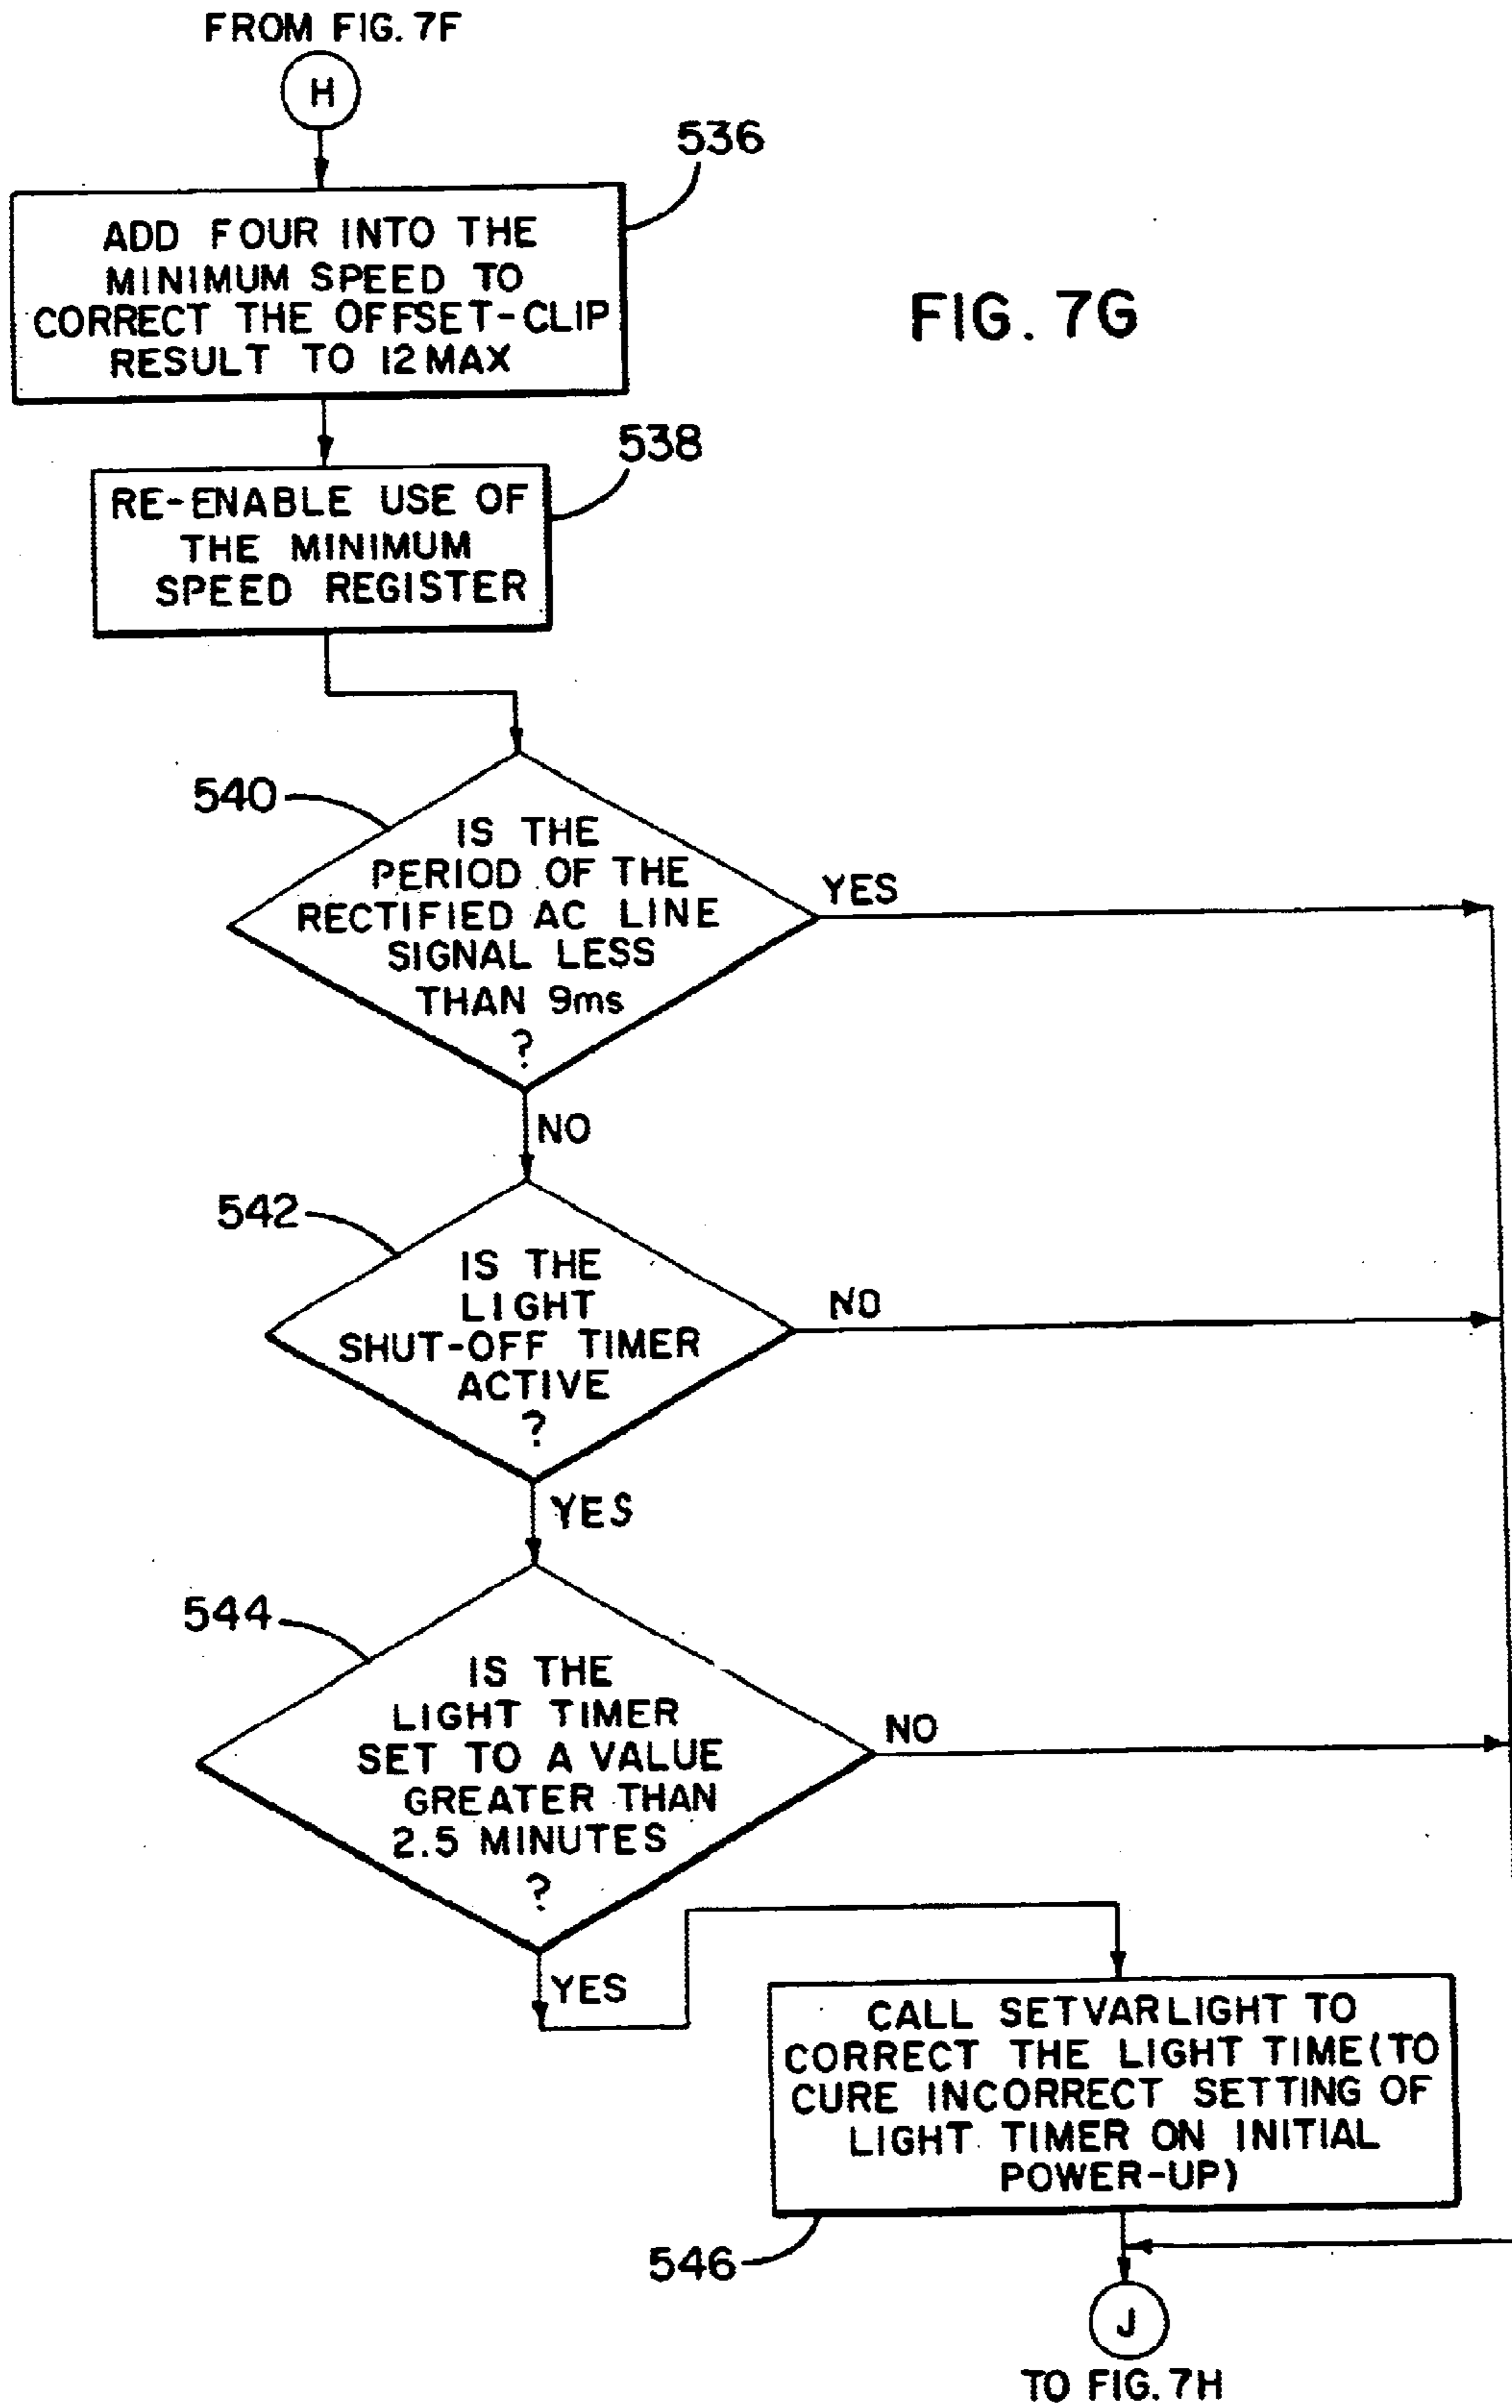 FROM FIG. 7F
H
536
ADD FOUR INTO THE
MINIMUM SPEED TO
CORRECT THE OFFSET-CLIP
RESULT TO 12 MAX
FIG. 7G
538
RE-ENABLE USE OF
THE MINIMUM
SPEED REGISTER
540
IS THE
PERIOD OF THE
RECTIFIED AC LINE
SIGNAL LESS
THAN 9ms
?
YES
NO
542
IS THE
LIGHT
SHUT-OFF TIMER
ACTIVE
?
NO
YES
544
IS THE
LIGHT TIMER
SET TO A VALUE
GREATER THAN
2.5 MINUTES
?
NO
YES
CALL SETVARLIGHT TO
CORRECT THE LIGHT TIME(TO
CURE INCORRECT SETTING OF
LIGHT TIMER ON INITIAL
POWER-UP)
546
J
TO FIG. 7H